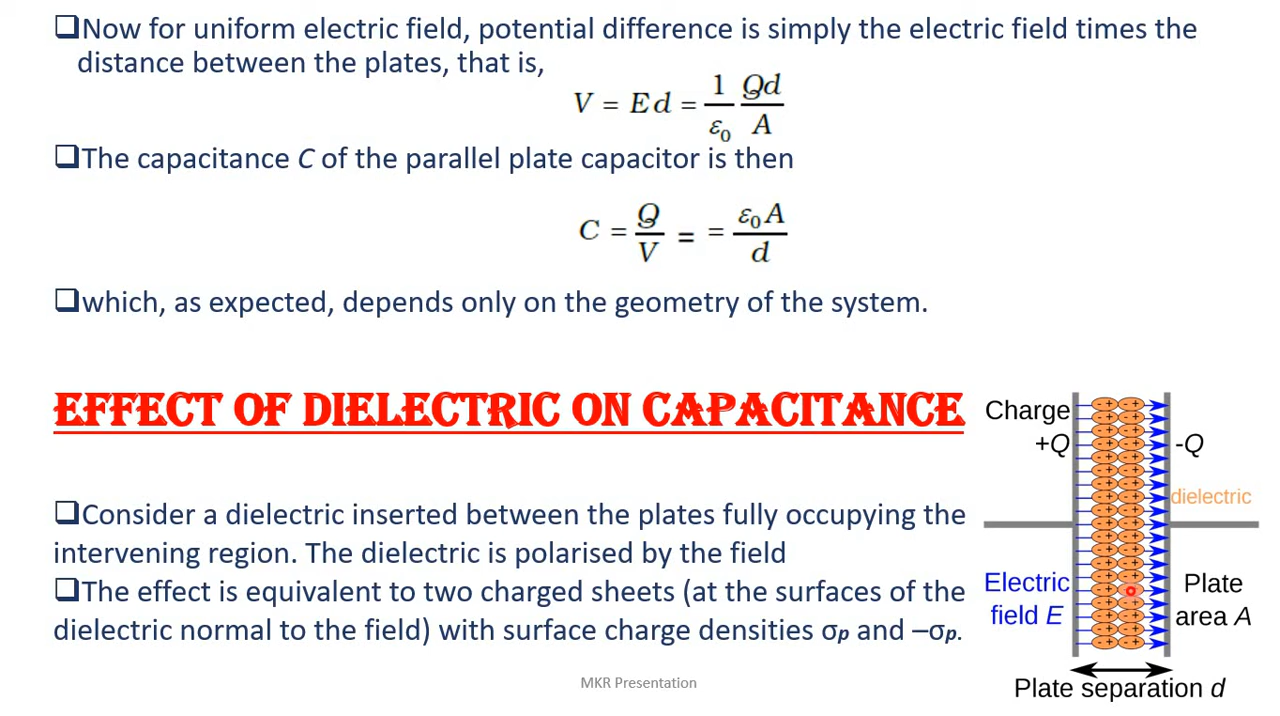 ❑Now for uniform electric field, potential difference is simply the electric field times the
distance between the plates, that is,
V = Ed = 1/ε₀ Qd/A
❑The capacitance C of the parallel plate capacitor is then
C = Q/V = = ε₀A/d
❑which, as expected, depends only on the geometry of the system.
EFFECT OF DIELECTRIC ON CAPACITANCE
❑Consider a dielectric inserted between the plates fully occupying the
intervening region. The dielectric is polarised by the field
❑The effect is equivalent to two charged sheets (at the surfaces of the
dielectric normal to the field) with surface charge densities σp and –σp.
Charge
+Q
-Q
dielectric
Electric
field E
Plate
area A
Plate separation d
MKR Presentation